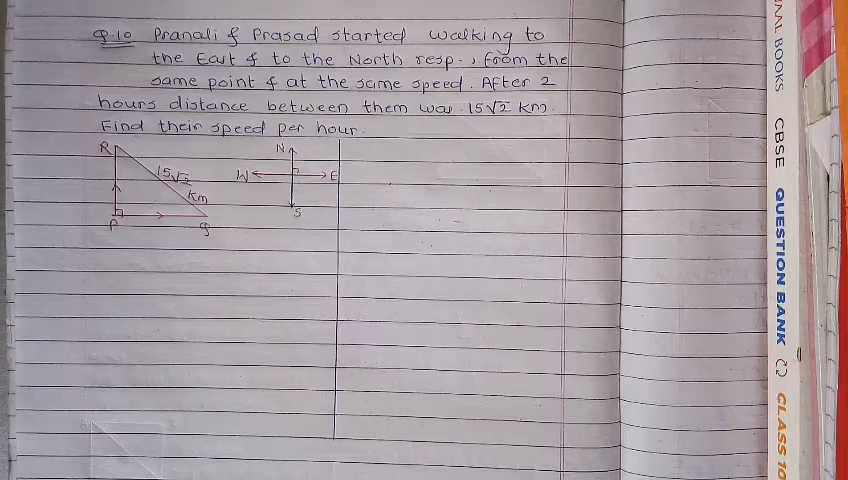 Q.10 Pranali & Prasad started walking to
the East & to the North resp., from the
same point & at the same speed. After 2
hours distance between them was 15√2 km.
Find their speed per hour.
R
15√2
km
P
Q
N
W
E
S
BOOKS
CBSE
QUESTION BANK
CLASS 10